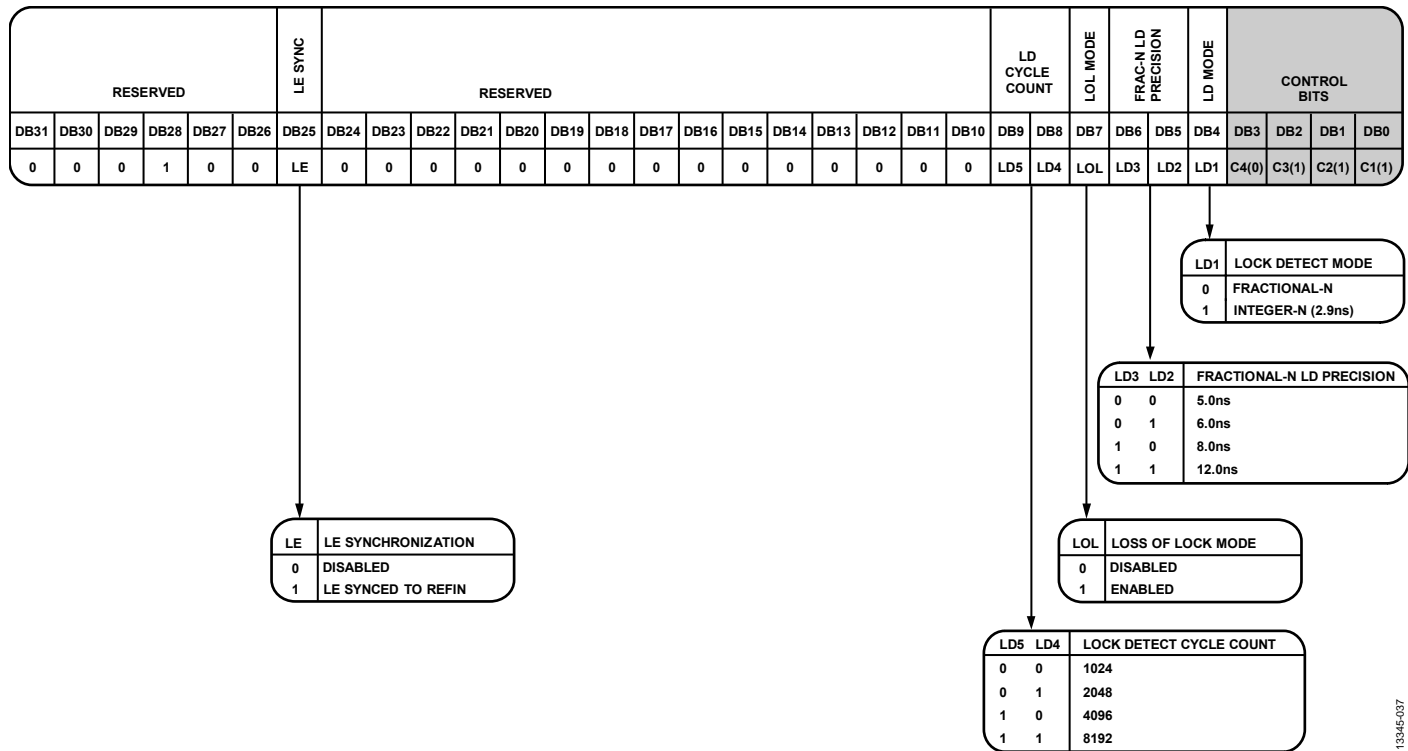 RESERVED
LE SYNC
RESERVED
LD
CYCLE
COUNT
LOL MODE
FRAC-N LD
PRECISION
LD MODE
CONTROL
BITS
DB31 DB30 DB29 DB28 DB27 DB26 DB25 DB24 DB23 DB22 DB21 DB20 DB19 DB18 DB17 DB16 DB15 DB14 DB13 DB12 DB11 DB10 DB9 DB8 DB7 DB6 DB5 DB4 DB3 DB2 DB1 DB0
0 0 0 1 0 0 LE 0 0 0 0 0 0 0 0 0 0 0 0 0 0 0 LD5 LD4 LOL LD3 LD2 LD1 C4(0) C3(1) C2(1) C1(1)
LD1 LOCK DETECT MODE
0 FRACTIONAL-N
1 INTEGER-N (2.9ns)
LD3 LD2 FRACTIONAL-N LD PRECISION
0 0 5.0ns
0 1 6.0ns
1 0 8.0ns
1 1 12.0ns
LE LE SYNCHRONIZATION
0 DISABLED
1 LE SYNCED TO REFIN
LOL LOSS OF LOCK MODE
0 DISABLED
1 ENABLED
LD5 LD4 LOCK DETECT CYCLE COUNT
0 0 1024
0 1 2048
1 0 4096
1 1 8192
13345-037